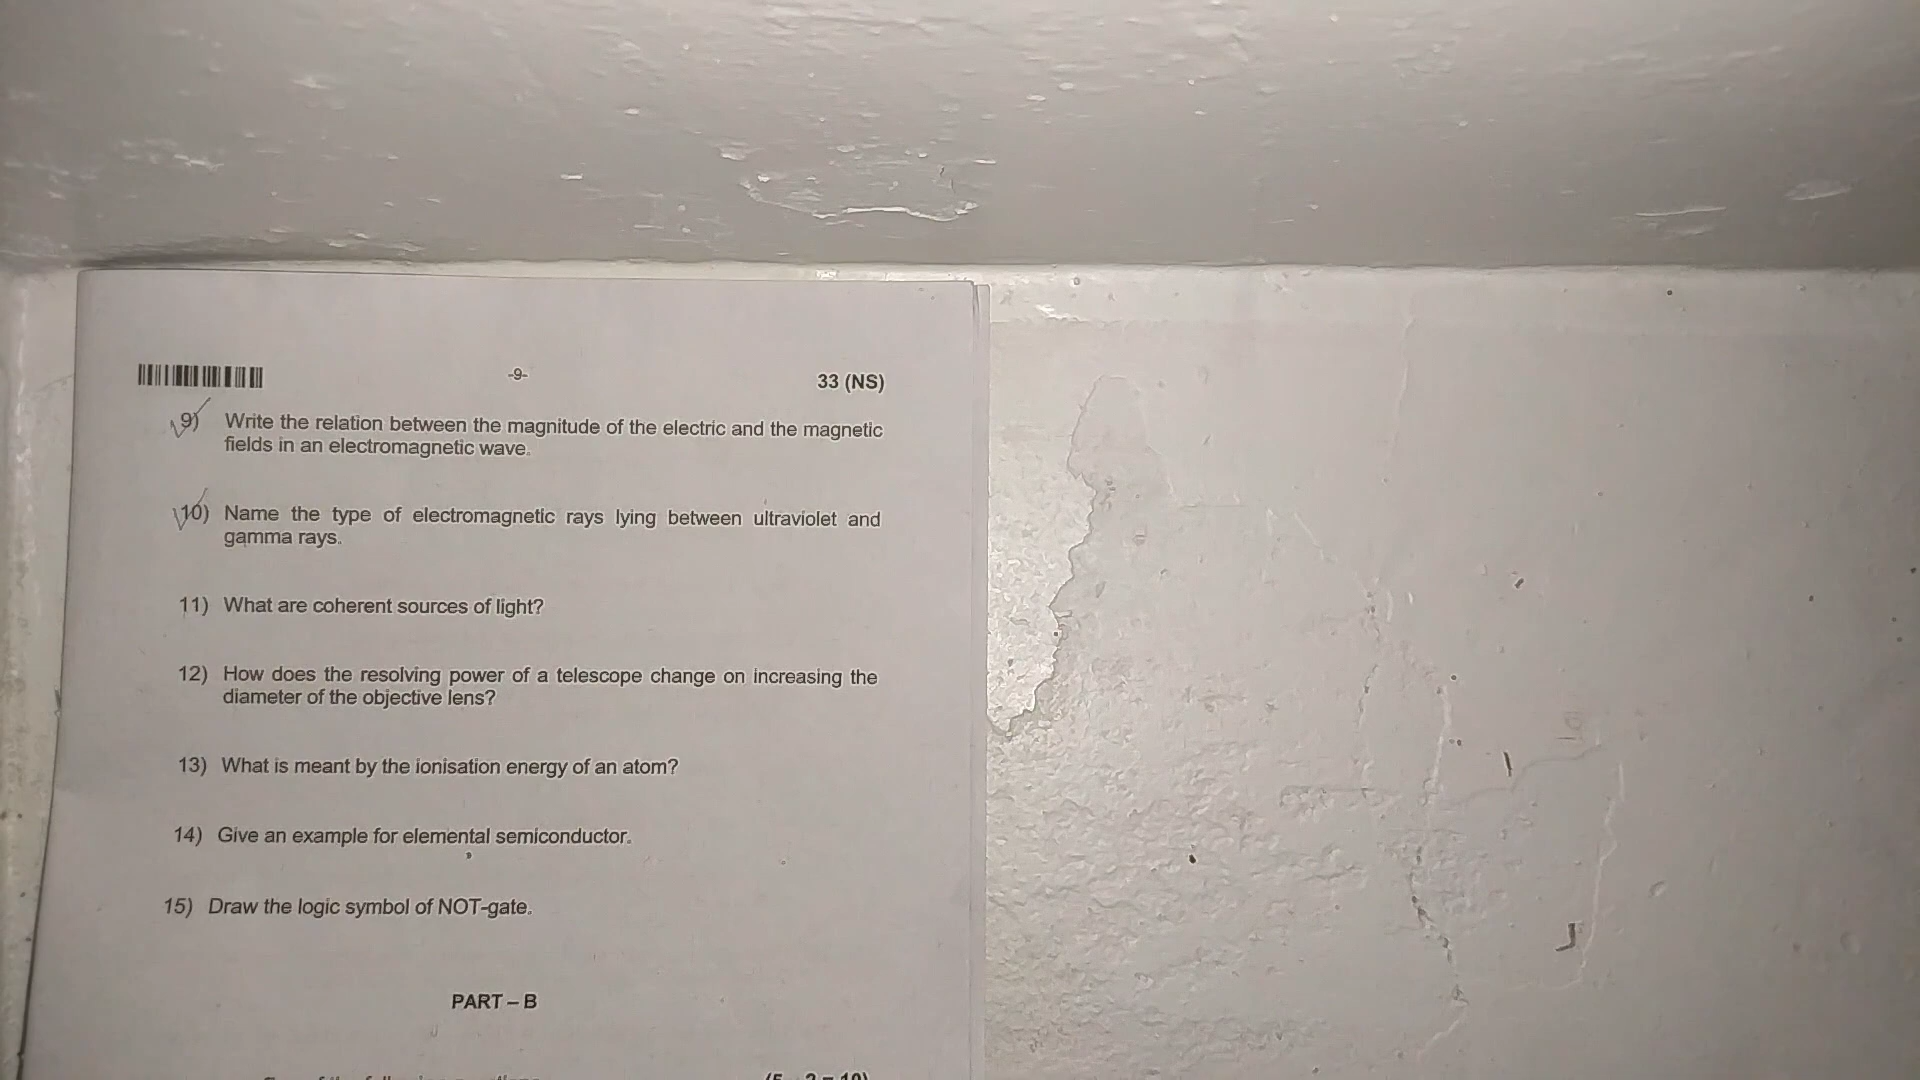 -9-
33 (NS)
9) Write the relation between the magnitude of the electric and the magnetic
fields in an electromagnetic wave.
10) Name the type of electromagnetic rays lying between ultraviolet and
gamma rays.
11) What are coherent sources of light?
12) How does the resolving power of a telescope change on increasing the
diameter of the objective lens?
13) What is meant by the ionisation energy of an atom?
14) Give an example for elemental semiconductor.
15) Draw the logic symbol of NOT-gate.
PART – B